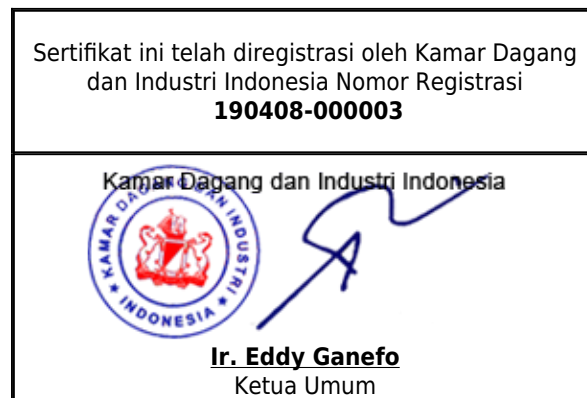 Sertifikat ini telah diregistrasi oleh Kamar Dagang
dan Industri Indonesia Nomor Registrasi
190408-000003
Kamar Dagang dan Industri Indonesia
KAMAR DAGANG DAN INDUSTRI
INDONESIA
Ir. Eddy Ganefo
Ketua Umum